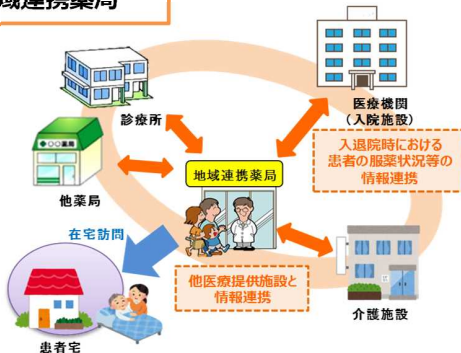 域連携薬局
診療所
医療機関
（入院施設）
入退院時における
患者の服薬状況等の
情報連携
○○薬局
他薬局
地域連携薬局
在宅訪問
他医療提供施設と
情報連携
介護施設
患者宅